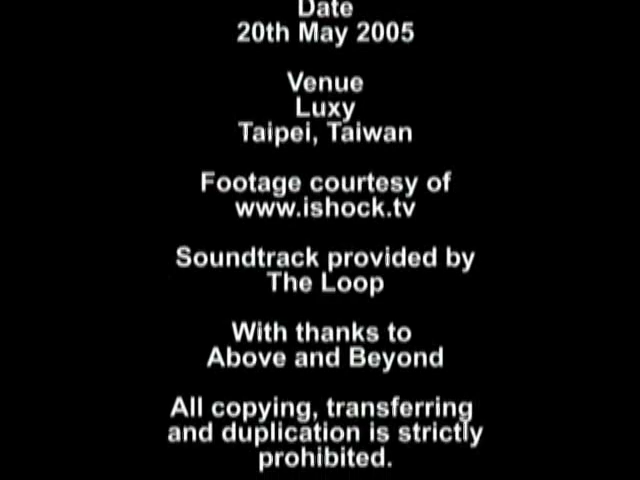 Date
20th May 2005
Venue
Luxy
Taipei, Taiwan
Footage courtesy of
www.ishock.tv
Soundtrack provided by
The Loop
With thanks to
Above and Beyond
All copying, transferring
and duplication is strictly
prohibited.